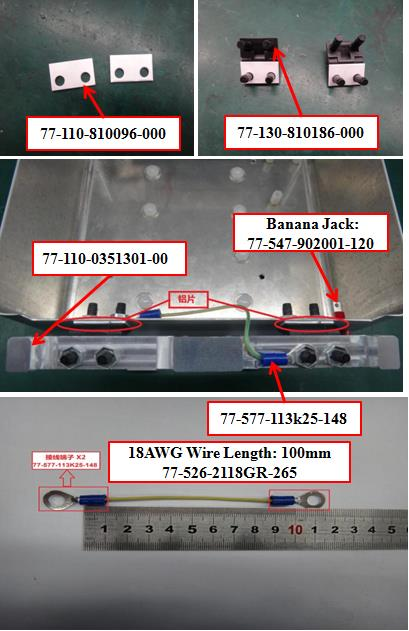 77-110-810096-000
77-130-810186-000
Banana Jack:
77-547-902001-120
77-110-0351301-00
铝片
77-577-113k25-148
接线端子 X2
77-577-113K25-148
18AWG Wire Length: 100mm
77-526-2118GR-265
1 2 3 4 5 6 7 8 9 10 1 2 3 4 5 6